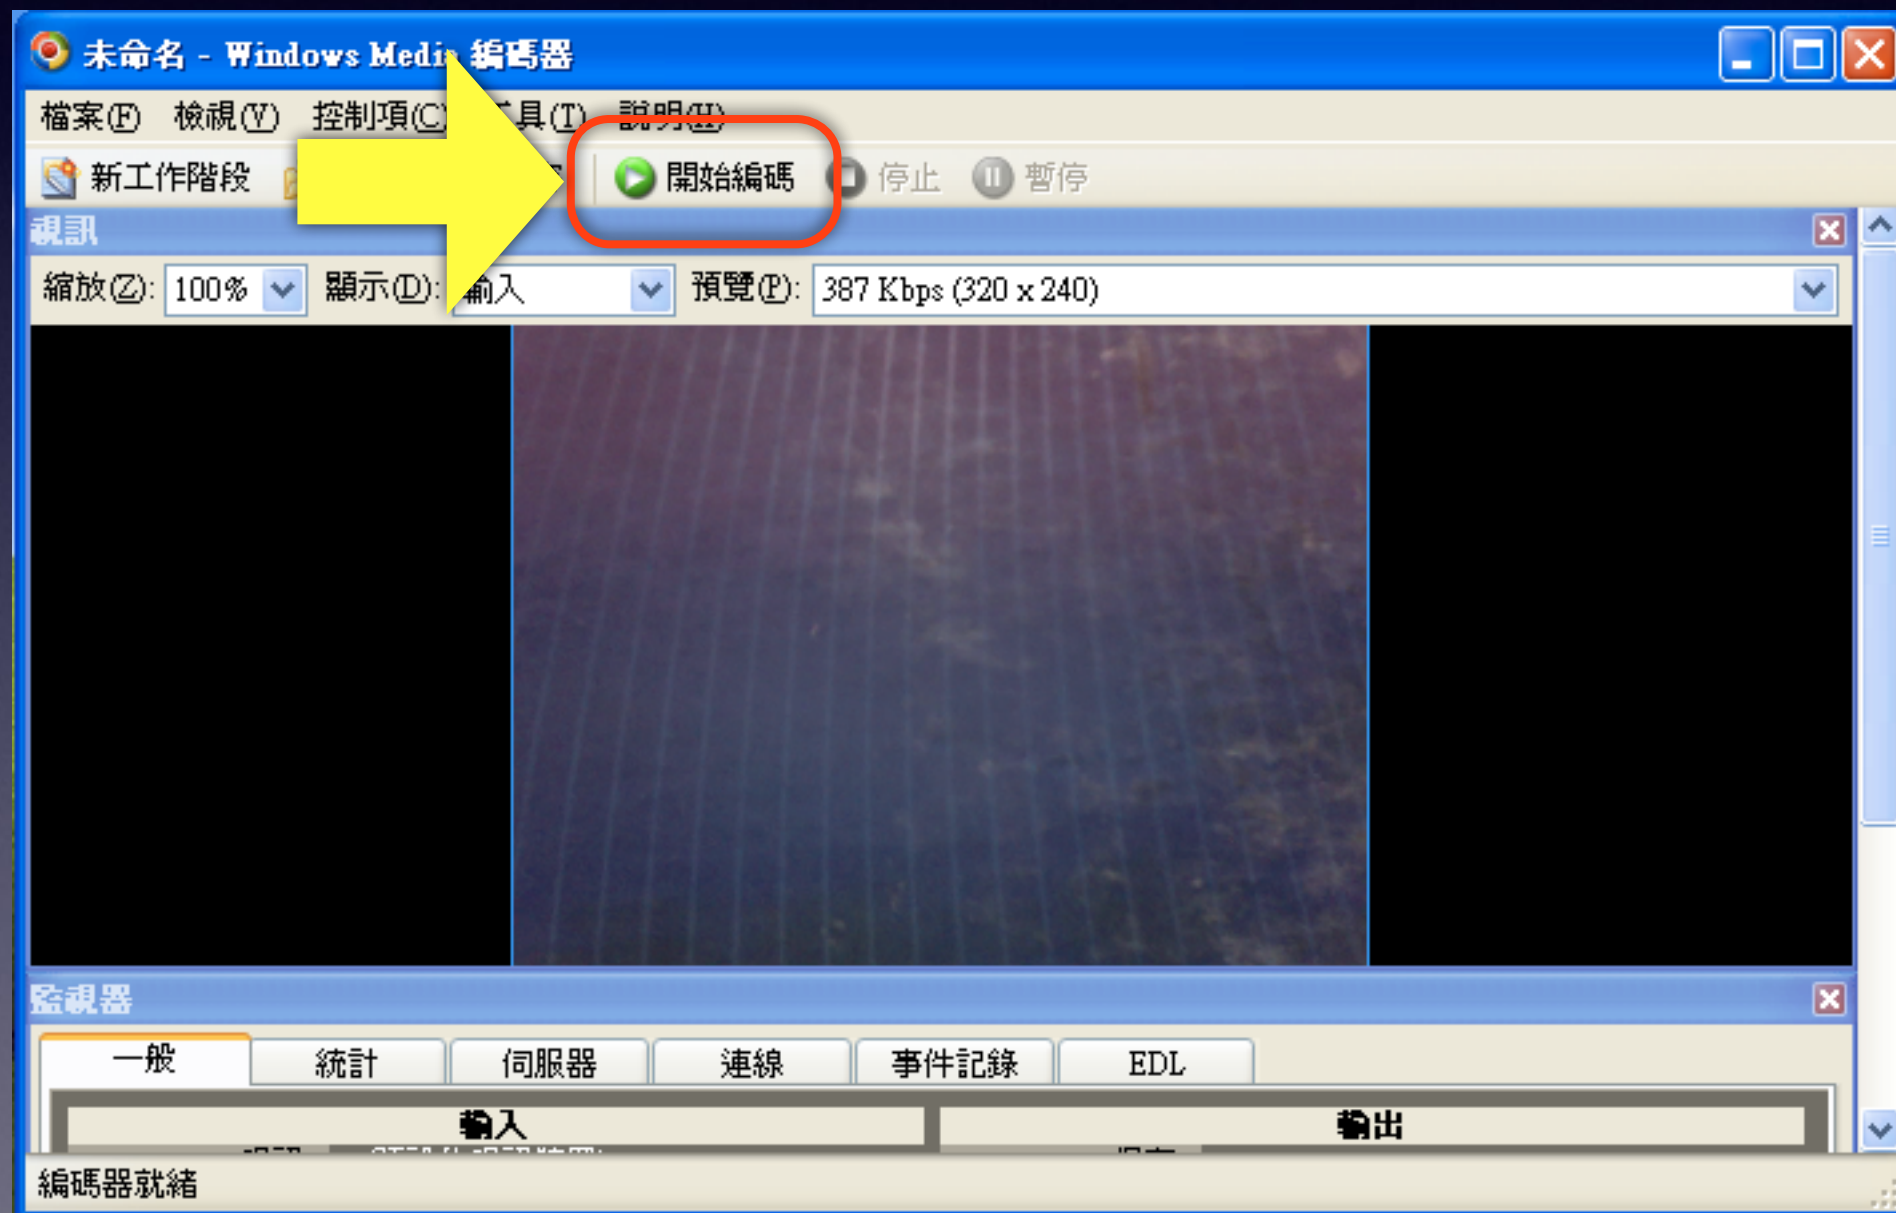 未命名 - Windows Media 編碼器
檔案(F) 檢視(V) 控制項(C) 具(T) 說明(H)
新工作階段 開始編碼 停止 暫停
視訊
縮放(Z): 100% 顯示(D): 輸入 預覽(P): 387 Kbps (320 x 240)
監視器
一般 統計 伺服器 連線 事件記錄 EDL
輸入 輸出
編碼器就緒